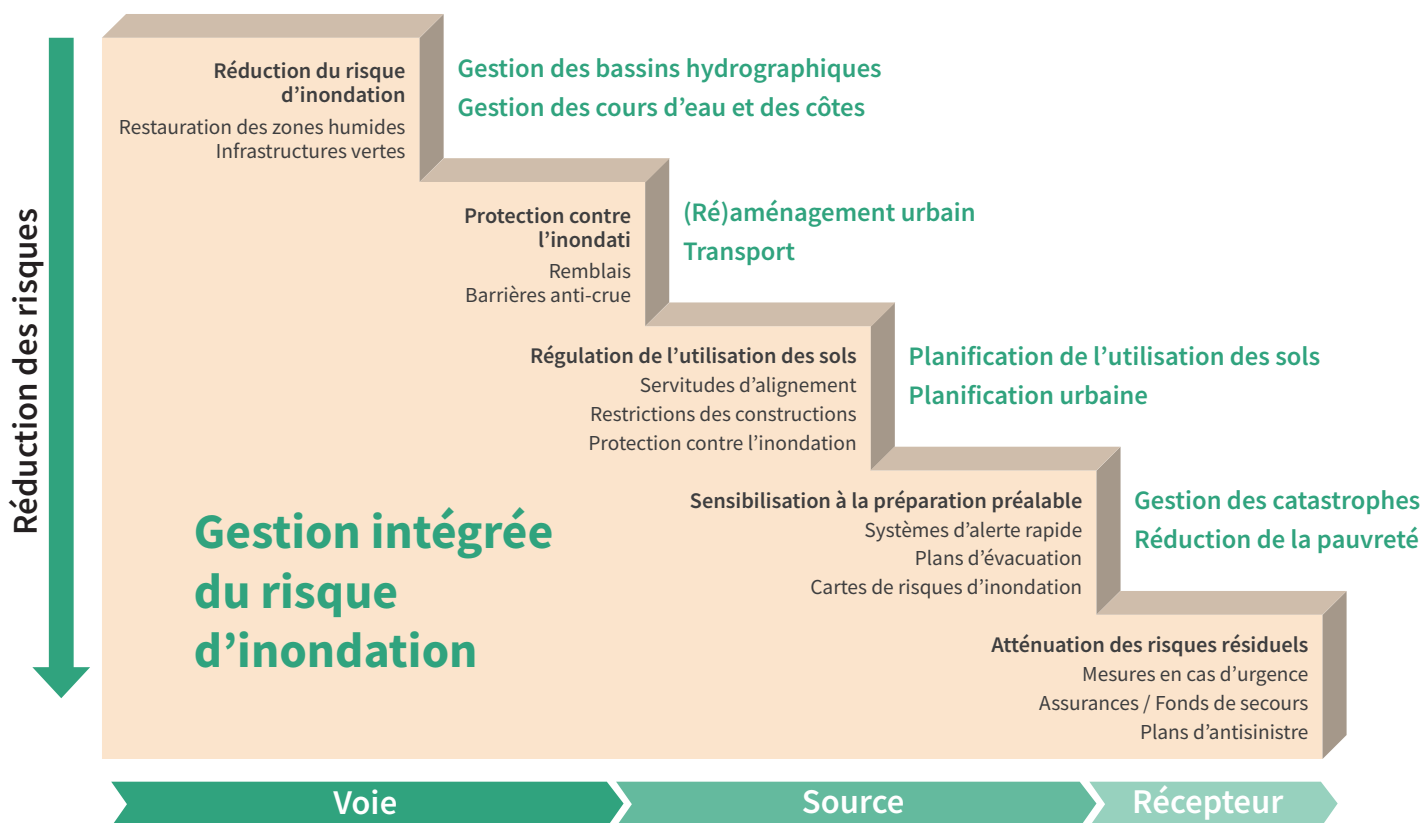 Réduction des risques
Réduction du risque
d’inondation
Restauration des zones humides
Infrastructures vertes
Gestion des bassins hydrographiques
Gestion des cours d’eau et des côtes
Protection contre
l’inondati
Remblais
Barrières anti-crue
(Ré)aménagement urbain
Transport
Régulation de l’utilisation des sols
Servitudes d’alignement
Restrictions des constructions
Protection contre l’inondation
Planification de l’utilisation des sols
Planification urbaine
Sensibilisation à la préparation préalable
Systèmes d’alerte rapide
Plans d’évacuation
Cartes de risques d’inondation
Gestion des catastrophes
Réduction de la pauvreté
Atténuation des risques résiduels
Mesures en cas d’urgence
Assurances / Fonds de secours
Plans d’antisinistre
Gestion intégrée
du risque
d’inondation
Voie
Source
Récepteur